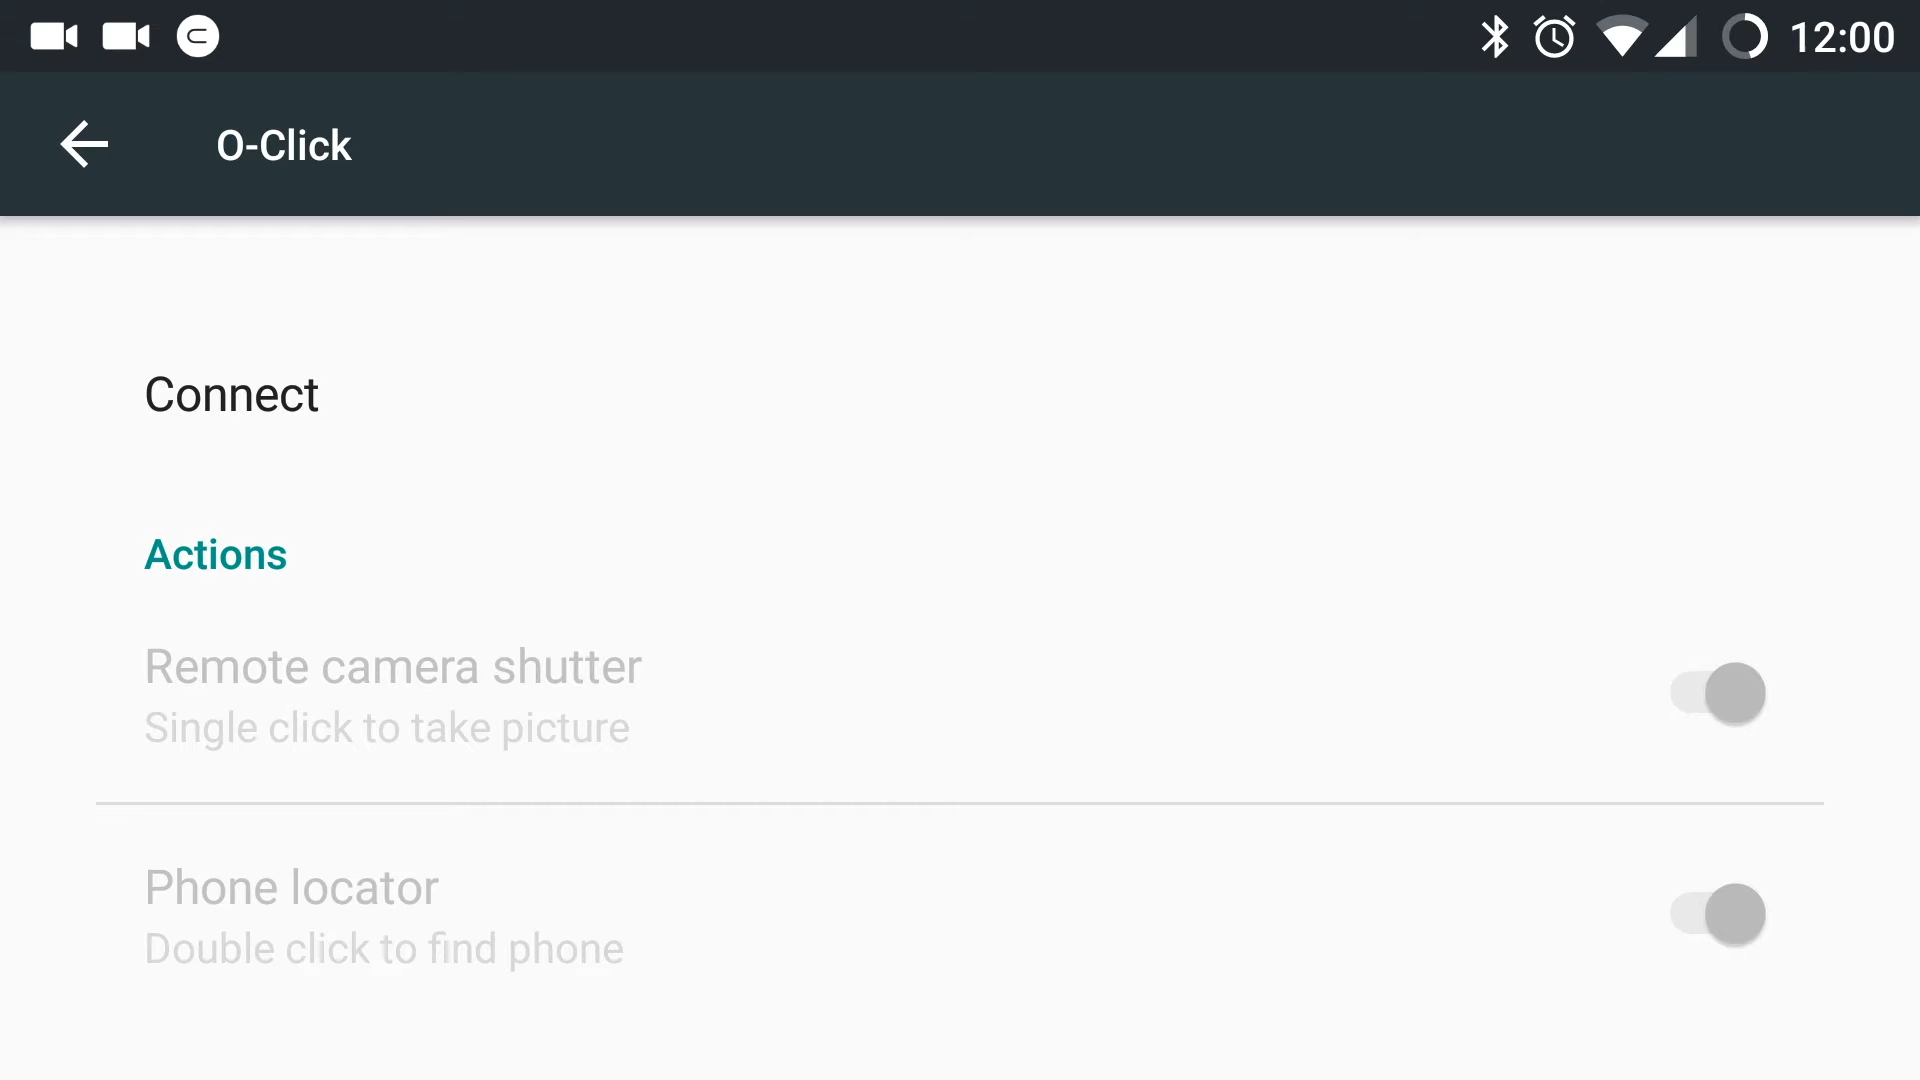 12:00
O-Click
Connect
Actions
Remote camera shutter
Single click to take picture
Phone locator
Double click to find phone